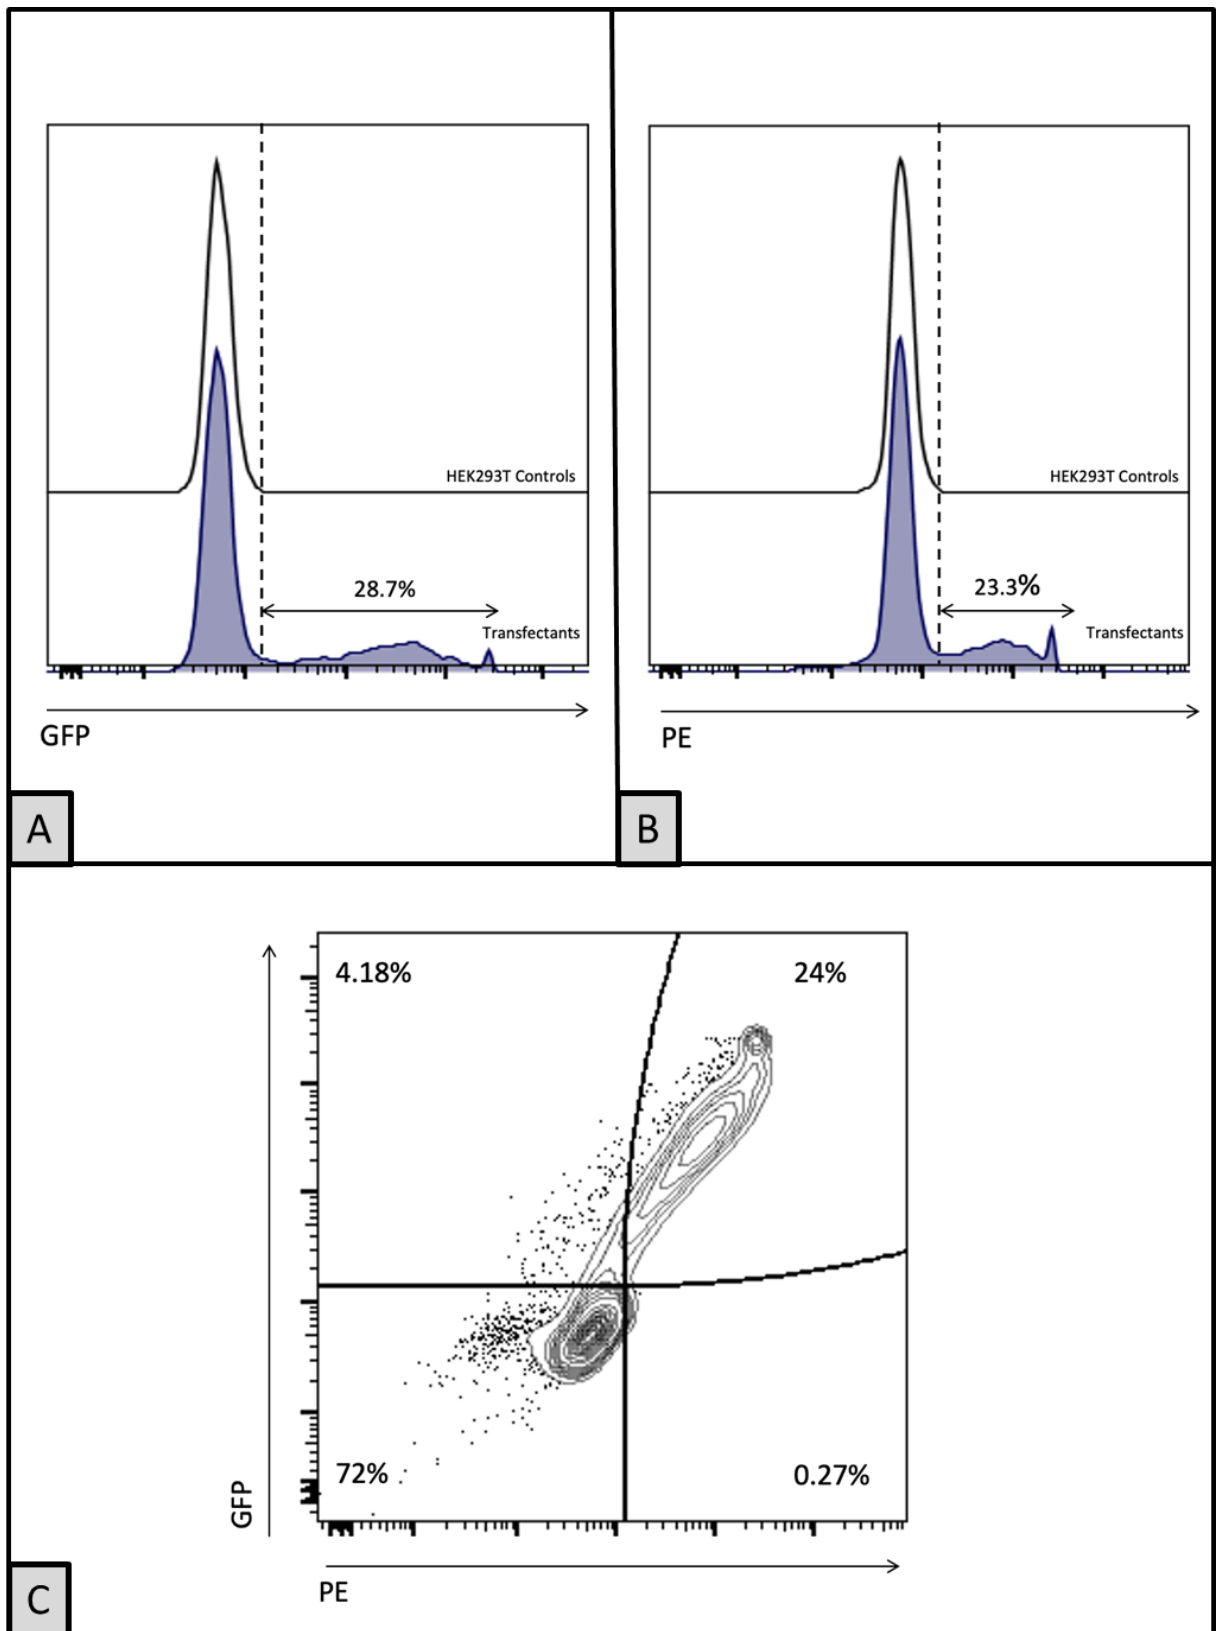 HEK293T Controls
28.7%
Transfectants
GFP
A
HEK293T Controls
23.3%
Transfectants
PE
B
4.18%
24%
72%
0.27%
GFP
PE
C